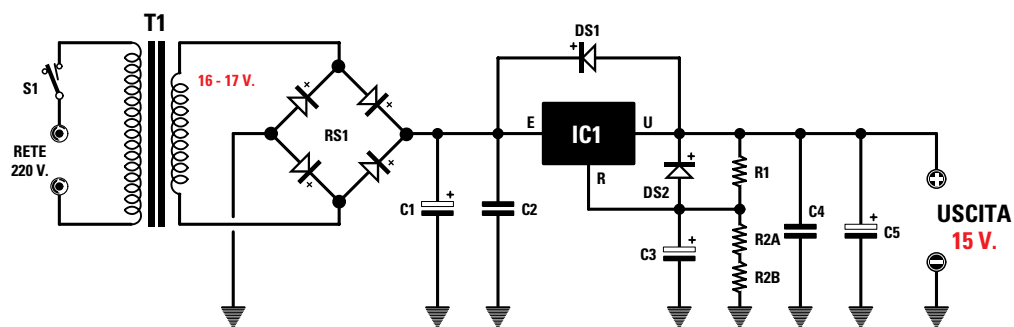 T1
DS1
+
S1
16 - 17 V.
RS1
E
IC1
U
RETE
220 V.
R
DS2
+
R1
C1
+
C2
C3
+
R2A
R2B
C4
C5
+
USCITA
15 V.